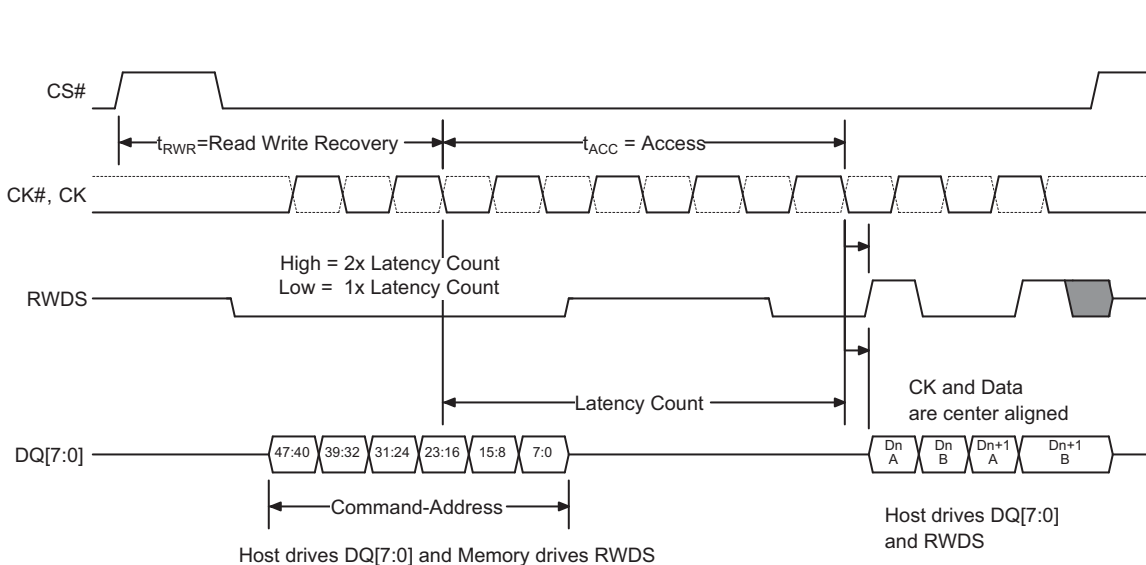 CS#
tRWR=Read Write Recovery
tACC = Access
CK#, CK
High = 2x Latency Count
Low = 1x Latency Count
RWDS
Latency Count
CK and Data
are center aligned
DQ[7:0]
47:40 39:32 31:24 23:16 15:8 7:0
Dn A
Dn B
Dn+1 A
Dn+1 B
Command-Address
Host drives DQ[7:0]
and RWDS
Host drives DQ[7:0] and Memory drives RWDS